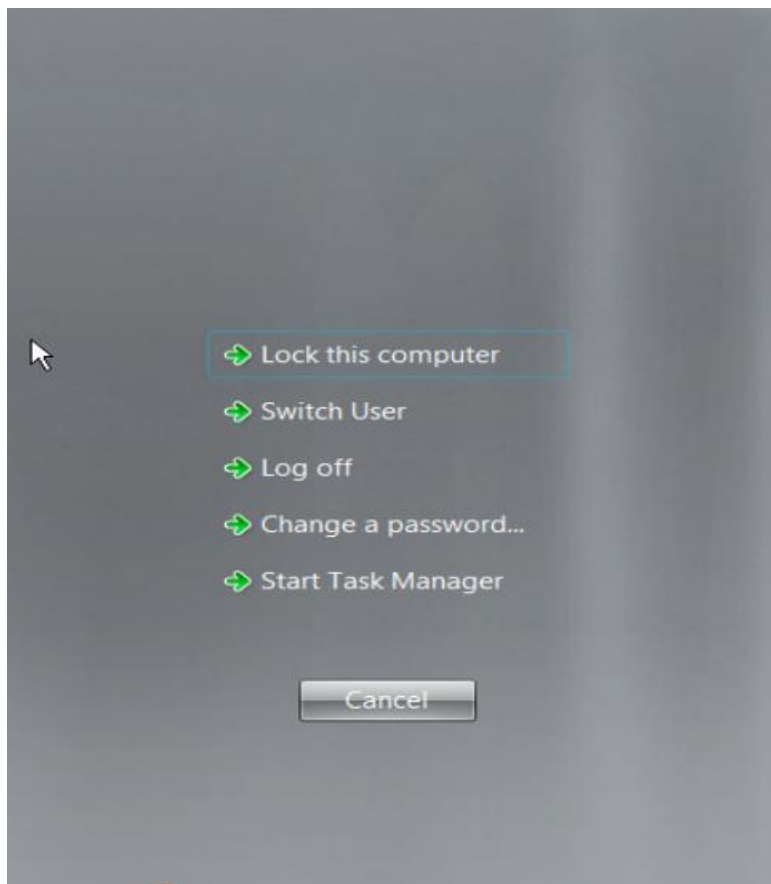 Lock this computer
Switch User
Log off
Change a password...
Start Task Manager
Cancel